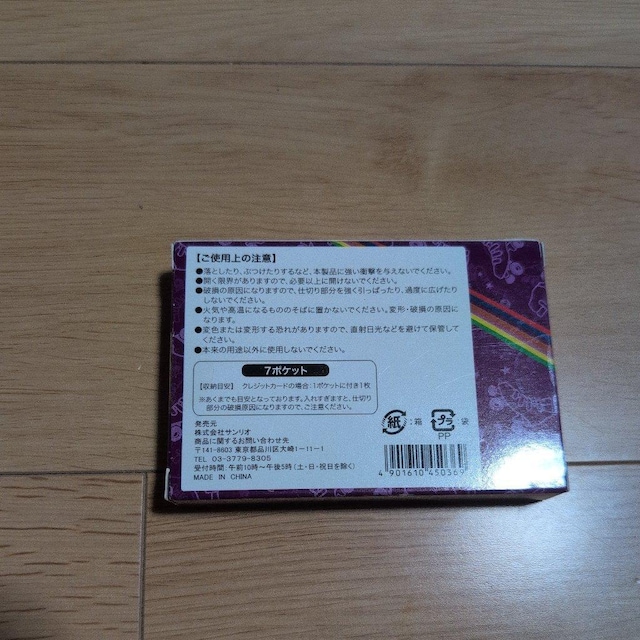 【ご使用上の注意】
●落としたり、ぶつけたりするなど、本製品に強い衝撃を与えないでください。
●開く限界がありますので、必要以上に開けないでください。
●破損の原因になりますので、仕切り部分を強く引っぱったり、過度に広げたり
しないでください。
●火気や高温になるもののそばに置かないでください。変形・破損の原因に
なります。
●変色または変形する恐れがありますので、直射日光などを避けて保管して
ください。
●本来の用途以外に使用しないでください。
7ポケット
【収納目安】 クレジットカードの場合:1ポケットに付き1枚
※あくまでも目安となっております。入れすぎますと、仕切り
部分の破損原因になりますので、ご注意ください。
発売元
株式会社サンリオ
商品に関するお問い合わせ先
〒141-8603 東京都品川区大崎1-11-1
TEL 03-3779-8305
受付時間:午前10時〜午後5時(土・日・祝日を除く)
MADE IN CHINA
紙:箱 プラ:袋
PP
4 901610 450369